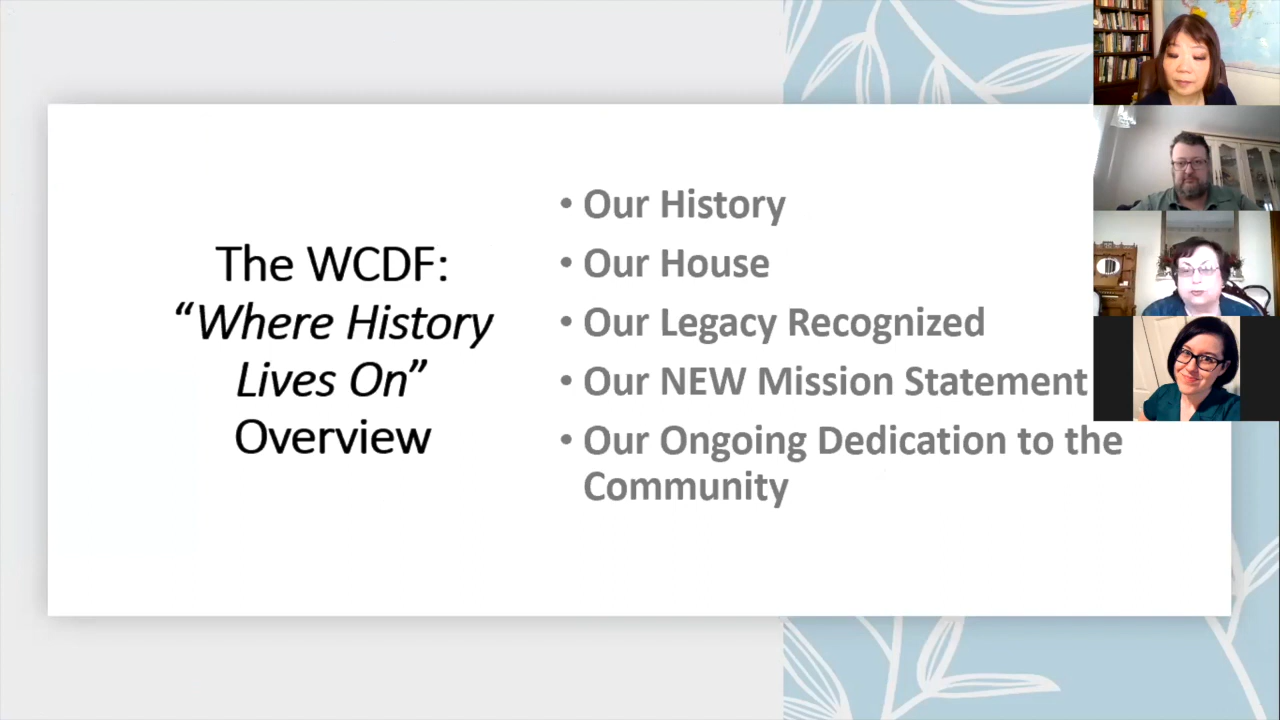 The WCDF:
“Where History
Lives On”
Overview
• Our History
• Our House
• Our Legacy Recognized
• Our NEW Mission Statement
• Our Ongoing Dedication to the
Community